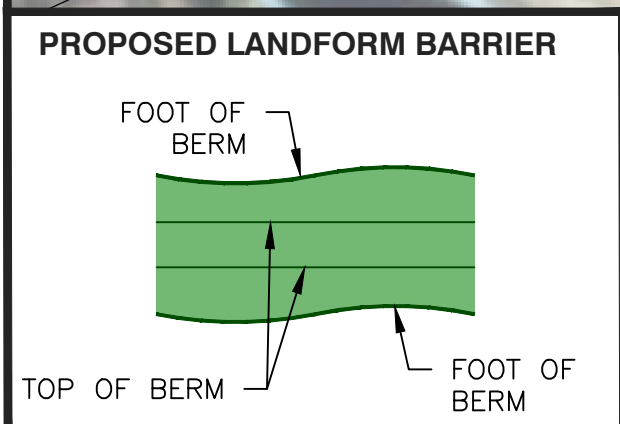 PROPOSED LANDFORM BARRIER
FOOT OF
BERM
TOP OF BERM
FOOT OF
BERM